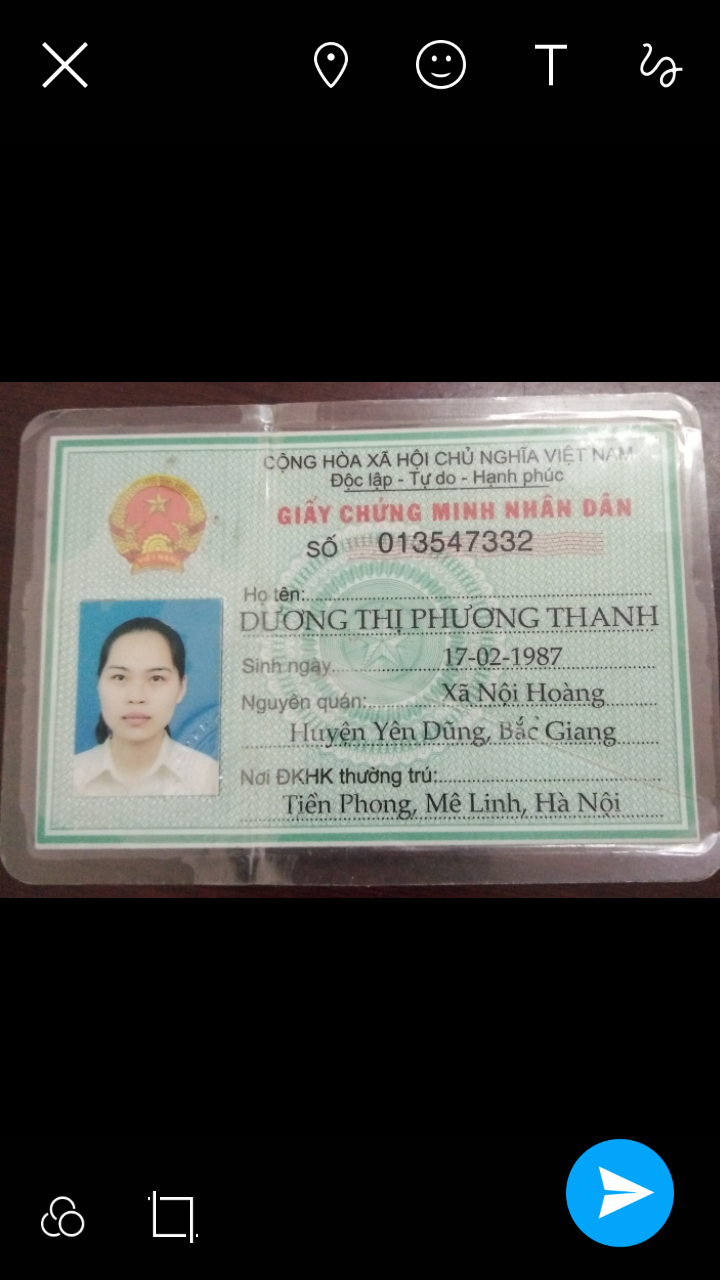 T
CỘNG HÒA XÃ HỘI CHỦ NGHĨA VIỆT NAM
Độc lập - Tự do - Hạnh phúc
GIẤY CHỨNG MINH NHÂN DÂN
SỐ 013547332
Họ tên:
DƯƠNG THỊ PHƯƠNG THANH
Sinh ngày 17-02-1987
Nguyên quán: Xã Nội Hoàng
Huyện Yên Dũng, Bắc Giang
Nơi ĐKHK thường trú:
Tiền Phong, Mê Linh, Hà Nội
VIỆT NAM